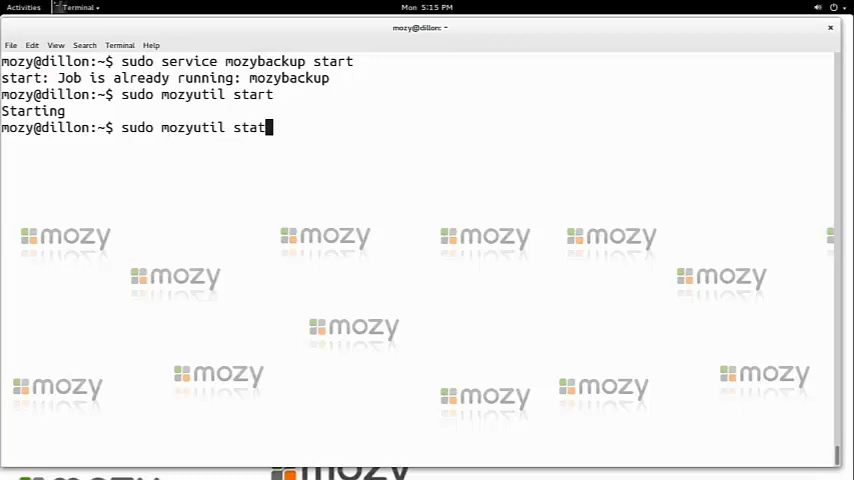 Activities Terminal Mon 5:15 PM
mozy@dillon: ~
File Edit View Search Terminal Help
mozy@dillon:~$ sudo service mozybackup start
start: Job is already running: mozybackup
mozy@dillon:~$ sudo mozyutil start
Starting
mozy@dillon:~$ sudo mozyutil stat
mozy mozy mozy mozy
mozy mozy
mozy
mozy mozy mozy
mozy mozy
mozy